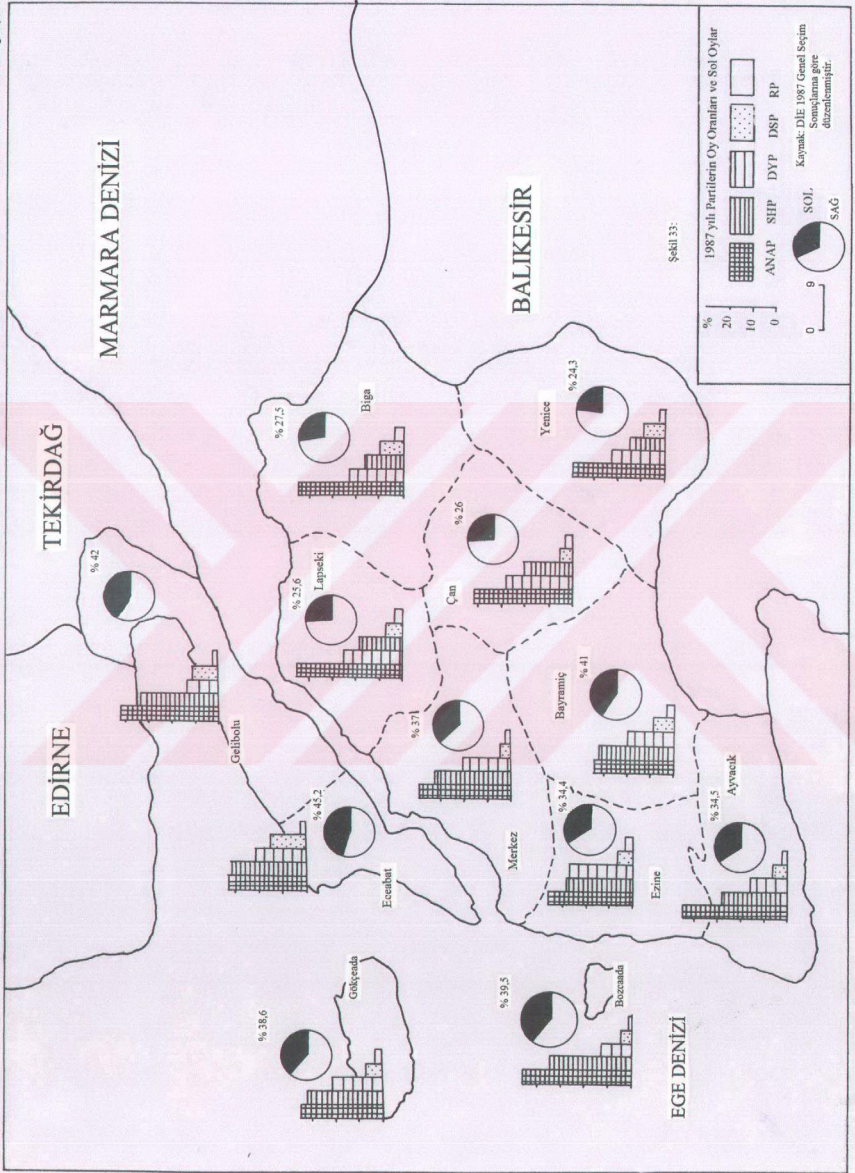 EDİRNE
TEKİRDAĞ
MARMARA DENİZİ
BALIKESİR
EGE DENİZİ
% 42
Gelibolu
% 45,2
Eceabat
% 38,6
Gökçeada
% 39,5
Bozcaada
% 27,5
Biga
% 25,6
Lapseki
% 26
Çan
% 24,3
Yenice
% 37
Merkez
% 41
Bayramiç
% 34,4
Ezine
% 34,5
Ayvacık
Şekil 33:
1987 yılı Partilerin Oy Oranları ve Sol Oylar
%
20
10
0
ANAP SHP DYP DSP RP
0 9
SOL
SAĞ
Kaynak: DİE 1987 Genel Seçim
Sonuçlarına göre
düzenlenmiştir.